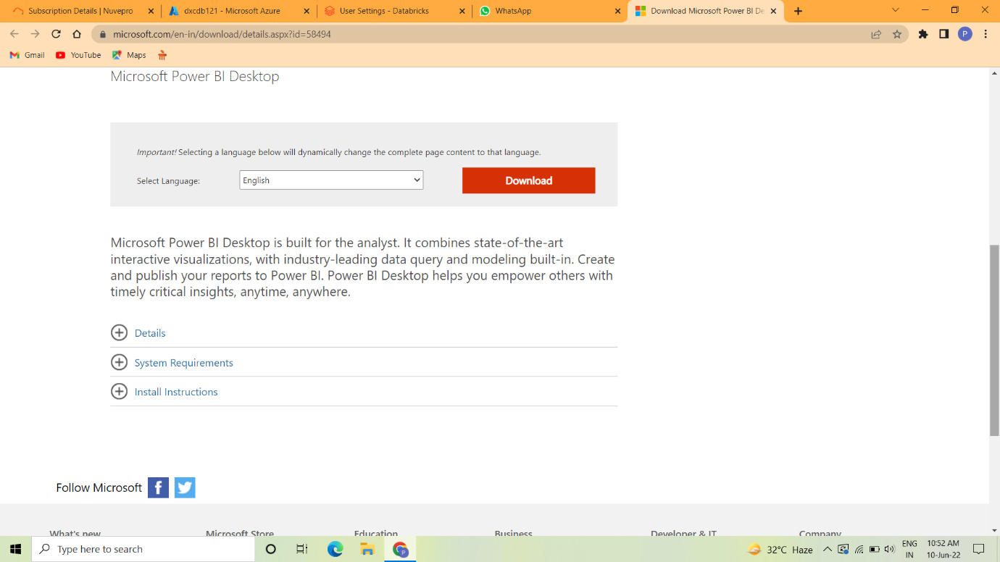 Subscription Details | Nuvepro
dxcdb121 - Microsoft Azure
User Settings - Databricks
WhatsApp
Download Microsoft Power BI De
microsoft.com/en-in/download/details.aspx?id=58494
P
Gmail
YouTube
Maps
Microsoft Power BI Desktop
Important! Selecting a language below will dynamically change the complete page content to that language.
Select Language:
English
Download
Microsoft Power BI Desktop is built for the analyst. It combines state-of-the-art
interactive visualizations, with industry-leading data query and modeling built-in. Create
and publish your reports to Power BI. Power BI Desktop helps you empower others with
timely critical insights, anytime, anywhere.
Details
System Requirements
Install Instructions
Follow Microsoft
What's new
Microsoft Store
Education
Business
Developer & IT
Company
Type here to search
P
32°C Haze
ENG
IN
10:52 AM
10-Jun-22